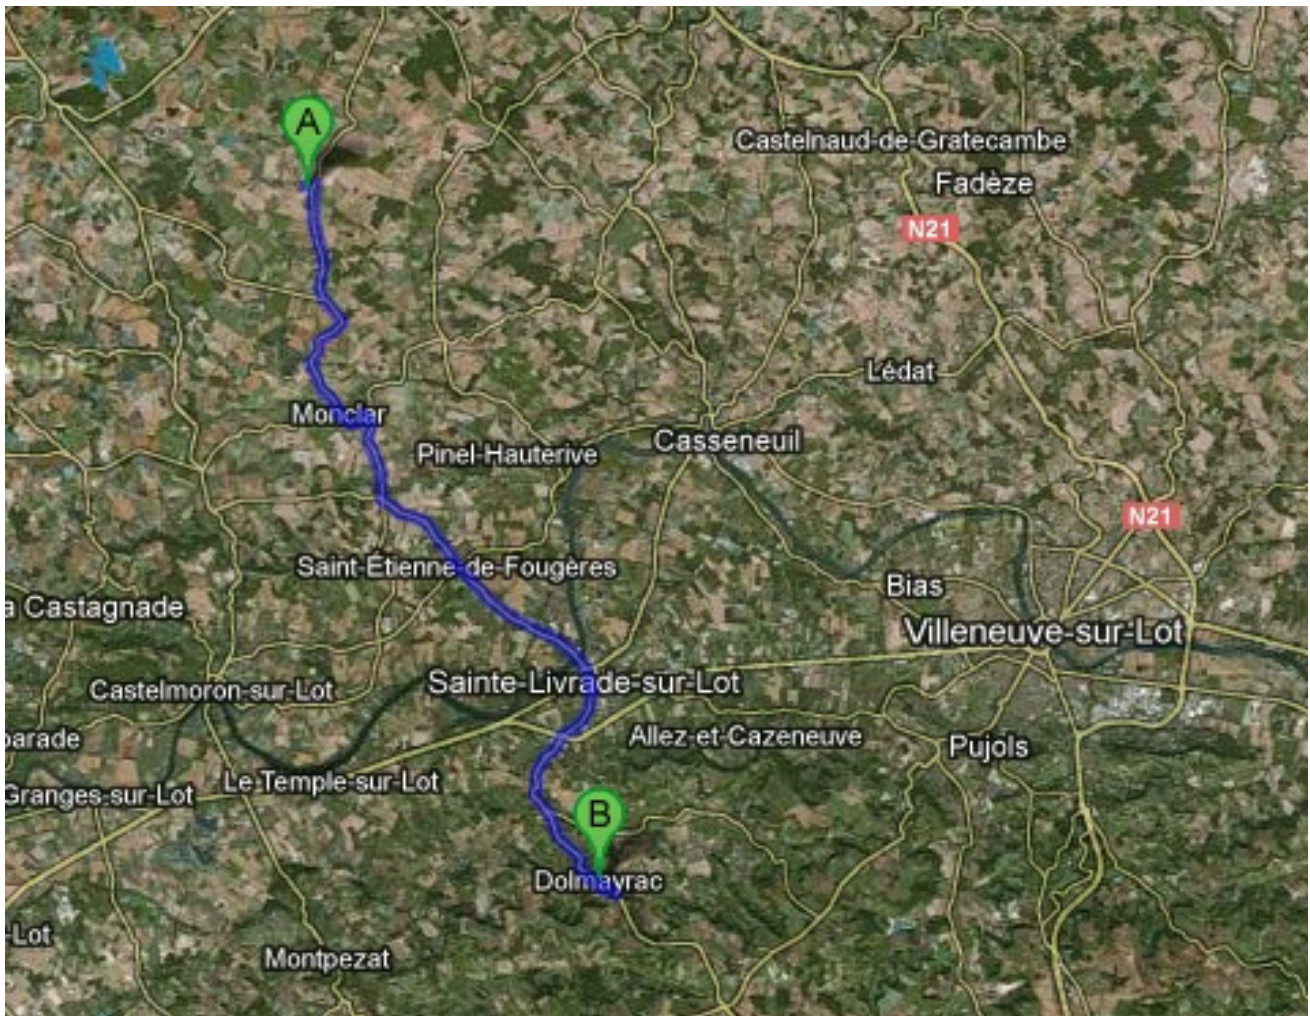 A
Castelnaud-de-Gratecambe
Fadèze
N21
Lédat
Monclar
Casseneuil
Pinel-Hauterive
N21
Saint-Étienne-de-Fougères
Bias
a Castagnade
Villeneuve-sur-Lot
Sainte-Livrade-sur-Lot
Castelmoron-sur-Lot
parade
Allez-et-Cazeneuve
Pujols
Le Temple-sur-Lot
Granges-sur-Lot
B
Dolmayrac
-Lot
Montpezat